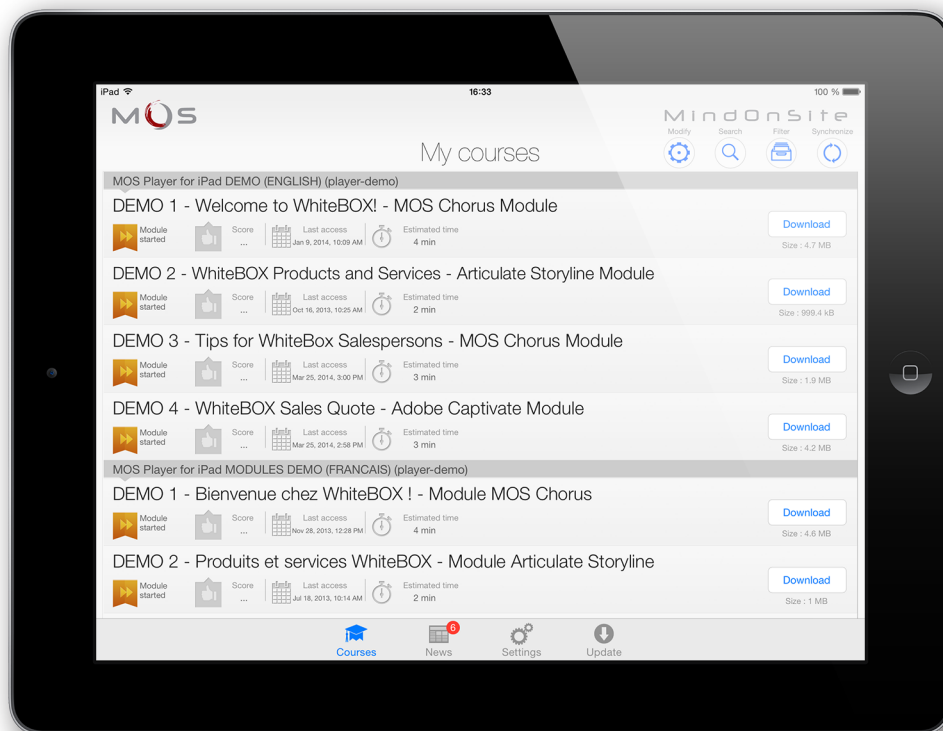 iPad 16:33 100 %
MOS MindOnSite
Modify Search Filter Synchronize
My courses
MOS Player for iPad DEMO (ENGLISH) (player-demo)
DEMO 1 - Welcome to WhiteBOX! - MOS Chorus Module
Module started Score ... Last access Jan 9, 2014, 10:09 AM Estimated time 4 min
Download
Size : 4.7 MB
DEMO 2 - WhiteBOX Products and Services - Articulate Storyline Module
Module started Score ... Last access Oct 16, 2013, 10:25 AM Estimated time 2 min
Download
Size : 999.4 kB
DEMO 3 - Tips for WhiteBox Salespersons - MOS Chorus Module
Module started Score ... Last access Mar 25, 2014, 3:00 PM Estimated time 3 min
Download
Size : 1.9 MB
DEMO 4 - WhiteBOX Sales Quote - Adobe Captivate Module
Module started Score ... Last access Mar 25, 2014, 2:58 PM Estimated time 3 min
Download
Size : 4.2 MB
MOS Player for iPad MODULES DEMO (FRANCAIS) (player-demo)
DEMO 1 - Bienvenue chez WhiteBOX ! - Module MOS Chorus
Module started Score ... Last access Nov 28, 2013, 12:28 PM Estimated time 4 min
Download
Size : 4.6 MB
DEMO 2 - Produits et services WhiteBOX - Module Articulate Storyline
Module started Score ... Last access Jul 18, 2013, 10:14 AM Estimated time 2 min
Download
Size : 1 MB
6
Courses News Settings Update